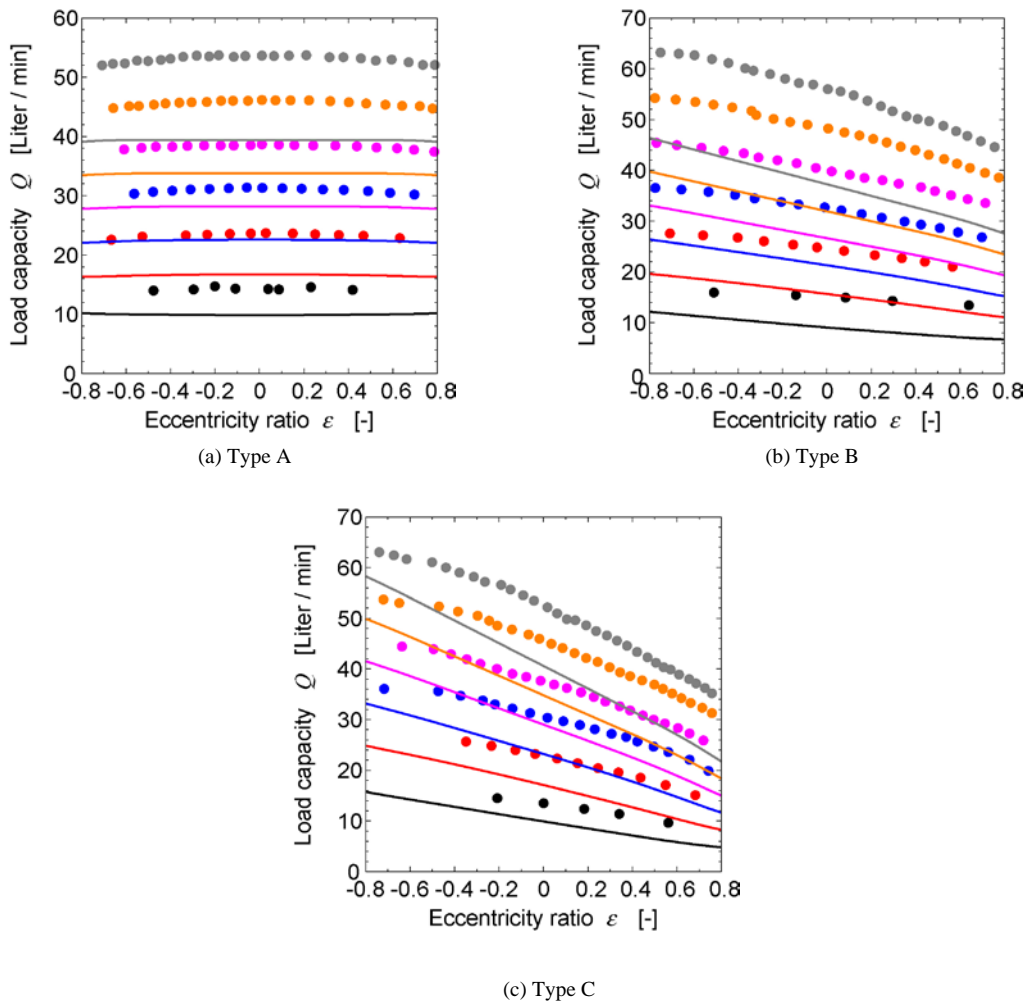 60
50
40
30
20
10
0
Load capacity Q [Liter / min]
-0.8 -0.6 -0.4 -0.2 0 0.2 0.4 0.6 0.8
Eccentricity ratio ε [-]
(a) Type A
70
60
50
40
30
20
10
0
Load capacity Q [Liter / min]
-0.8 -0.6 -0.4 -0.2 0 0.2 0.4 0.6 0.8
Eccentricity ratio ε [-]
(b) Type B
70
60
50
40
30
20
10
0
Load capacity Q [Liter / min]
-0.8 -0.6 -0.4 -0.2 0 0.2 0.4 0.6 0.8
Eccentricity ratio ε [-]
(c) Type C